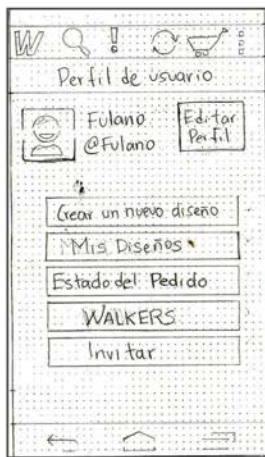 W ! 
Perfil de usuario
Fulano
@Fulano
Editar
Perfil
Crear un nuevo diseño
Mis Diseños
Estado del Pedido
WALKERS
Invitar